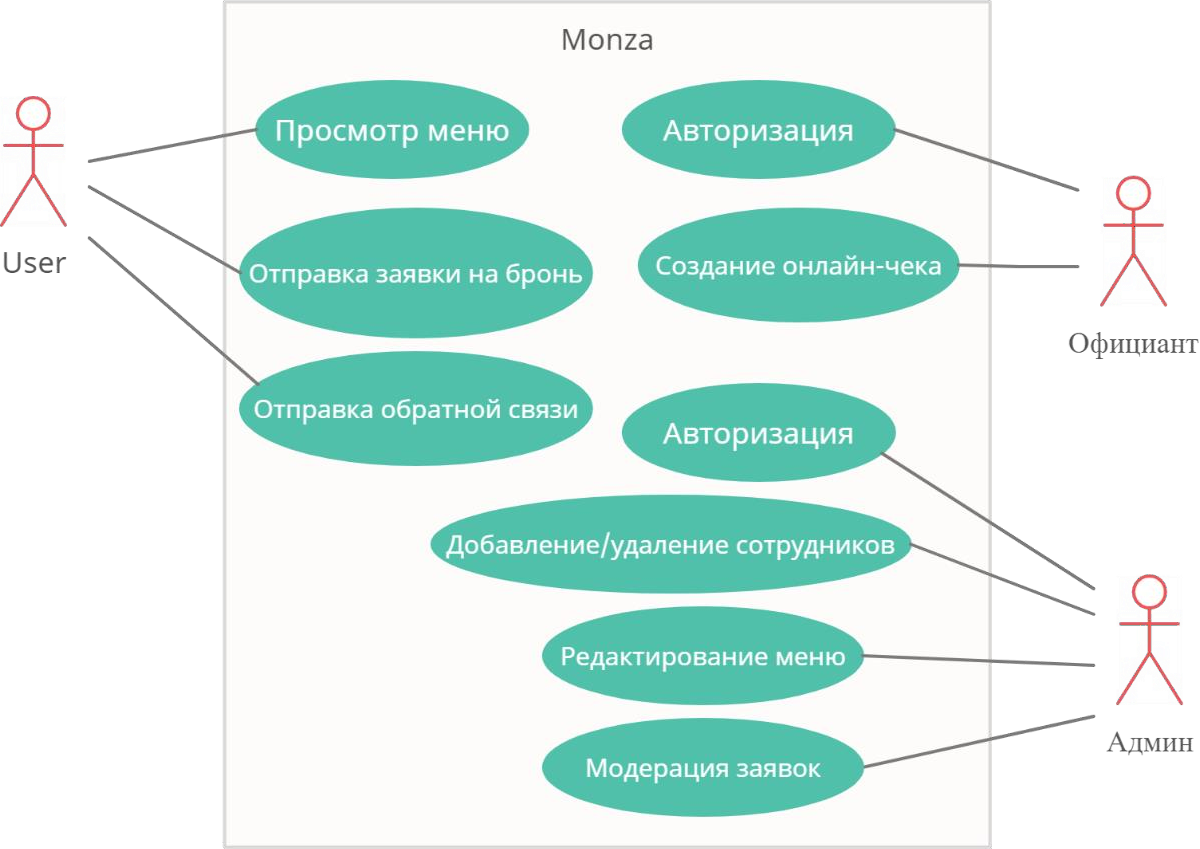 Monza
Просмотр меню
Авторизация
User
Отправка заявки на бронь
Создание онлайн-чека
Официант
Отправка обратной связи
Авторизация
Добавление/удаление сотрудников
Редактирование меню
Админ
Модерация заявок